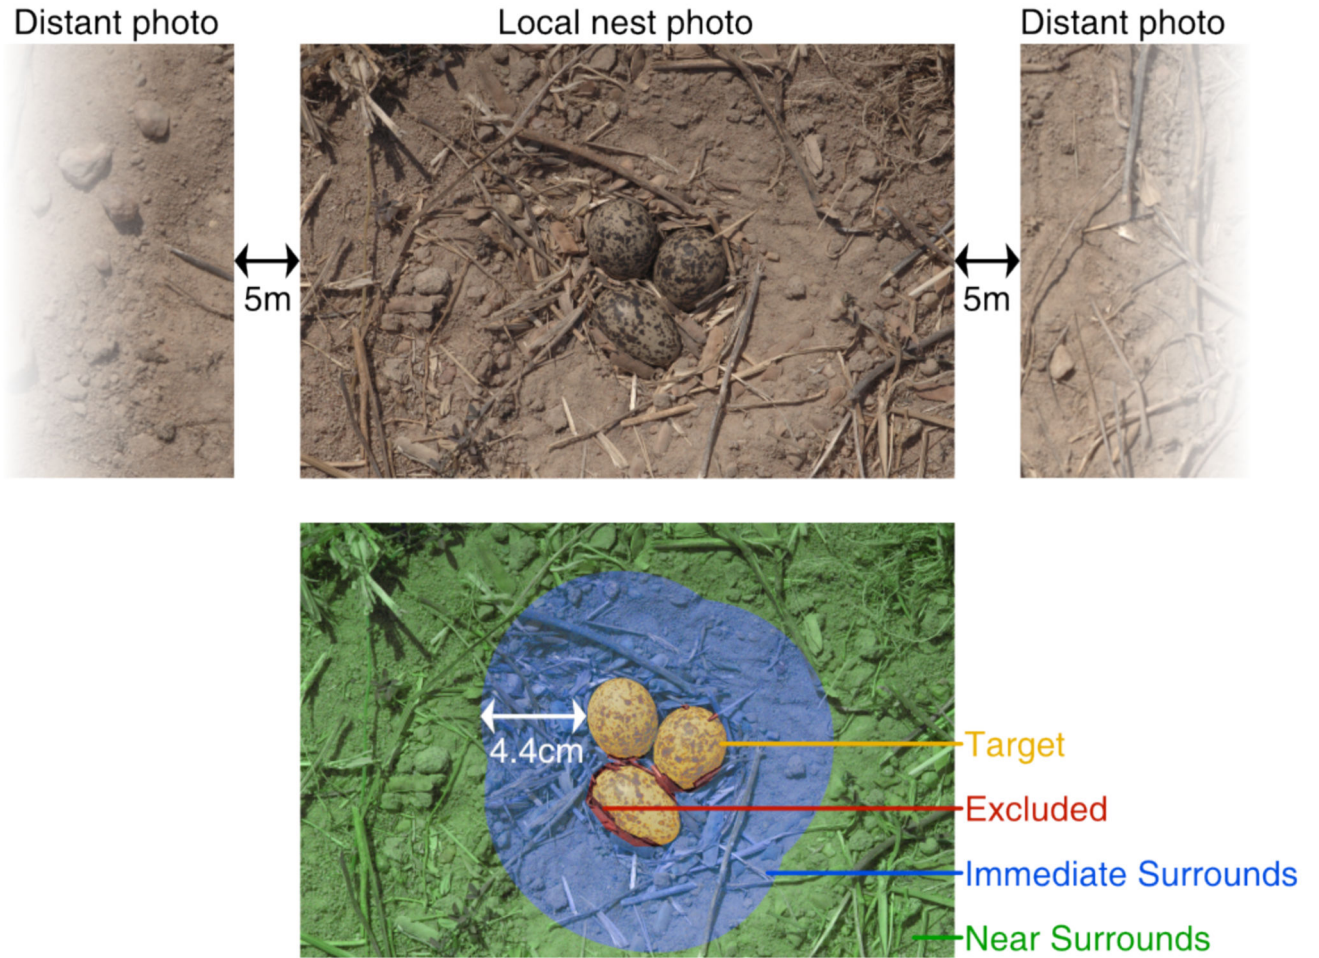 Distant photo
Local nest photo
Distant photo
5m
5m
4.4cm
Target
Excluded
Immediate Surrounds
Near Surrounds